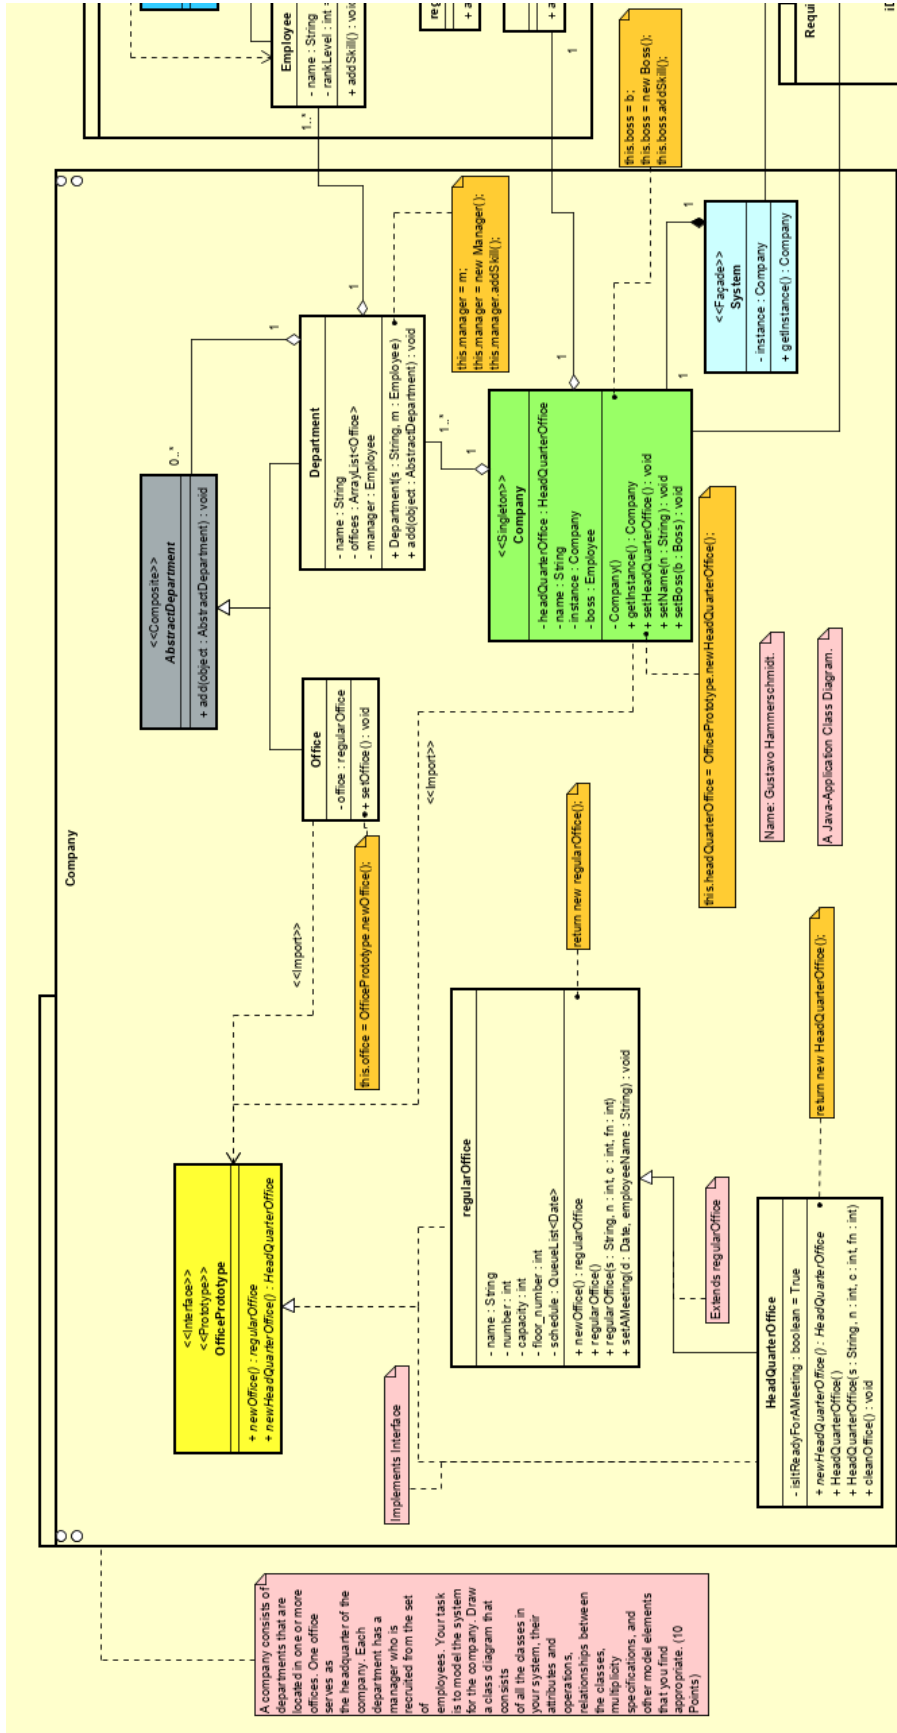 A company consists of
departments that are
located in one or more
offices. One office
serves as
the headquarter of the
company. Each
department has a
manager who is
recruited from the set
of
employees. Your task
is to model the system
for the company. Draw
a class diagram that
consists
of all the classes in
your system, their
attributes and
operations,
relationships between
the classes,
multiplicity
specifications, and
other model elements
that you find
appropriate. (10
Points)
Company
<<Interface>>
<<Prototype>>
OfficePrototype
+ newOffice() : regularOffice
+ newHeadQuarterOffice() : HeadQuarterOffice
Implements Interface
regularOffice
- name : String
- number : int
- capacity : int
- floor_number : int
- schedule : QueueList<Date>
+ newOffice() : regularOffice
+ regularOffice()
+ regularOffice(s : String, n : int, c : int, fn : int)
+ setAMeeting(d : Date, employeeName : String) : void
return new regularOffice();
Extends regularOffice
HeadQuarterOffice
- isItReadyForAMeeting : boolean = True
+ newHeadQuarterOffice() : HeadQuarterOffice
+ HeadQuarterOffice()
+ HeadQuarterOffice(s : String, n : int, c : int, fn : int)
+ cleanOffice() : void
return new HeadQuarterOffice();
<<Import>>
this.office = OfficePrototype.newOffice();
Office
- office : regularOffice
+ setOffice() : void
<<Import>>
<<Composite>>
AbstractDepartment
+ add(object : AbstractDepartment) : void
0..*
1
Department
- name : String
- offices : ArrayList<Office>
- manager : Employee
+ Department(s : String, m : Employee)
+ add(object : AbstractDepartment) : void
1
1..*
this.manager = m;
this.manager = new Manager();
this.manager.addSkill();
1..*
1
<<Singleton>>
Company
- headQuarterOffice : HeadQuarterOffice
- name : String
- instance : Company
- boss : Employee
- Company()
+ getInstance() : Company
+ setHeadQuarterOffice() : void
+ setName(n : String) : void
+ setBoss(b : Boss) : void
1
1
this.boss = b;
this.boss = new Boss();
this.boss.addSkill();
1
1
<<Façade>>
System
- instance : Company
+ getInstance() : Company
this.headQuarterOffice = OfficePrototype.newHeadQuarterOffice();
Name: Gustavo Hammerschmidt.
A Java-Application Class Diagram.
Employee
- name : String
- rankLevel : int =
+ addSkill() : void
reg
+ a
+ a
Requi